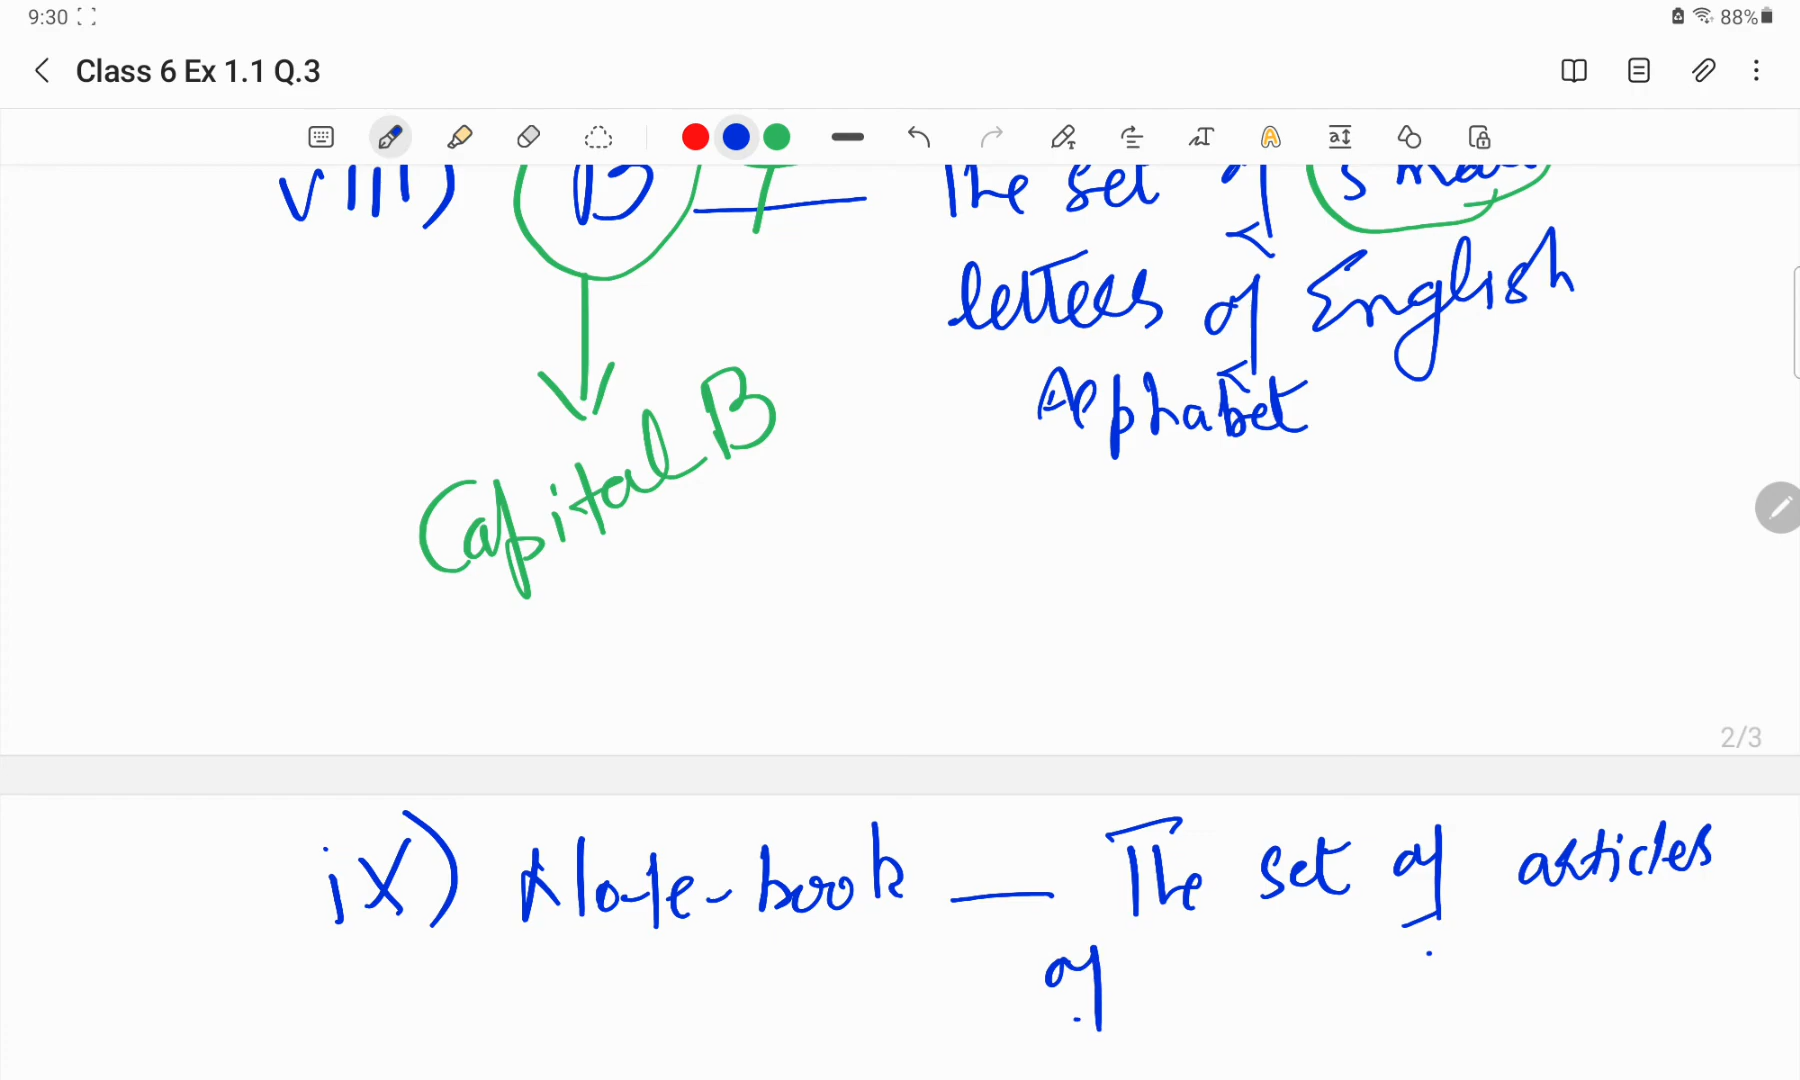 9:30 88%
Class 6 Ex 1.1 Q.3
viii) B The set of small
letters of English
Alphabet
Capital B
2/3
ix) Note-book — The set of articles
of